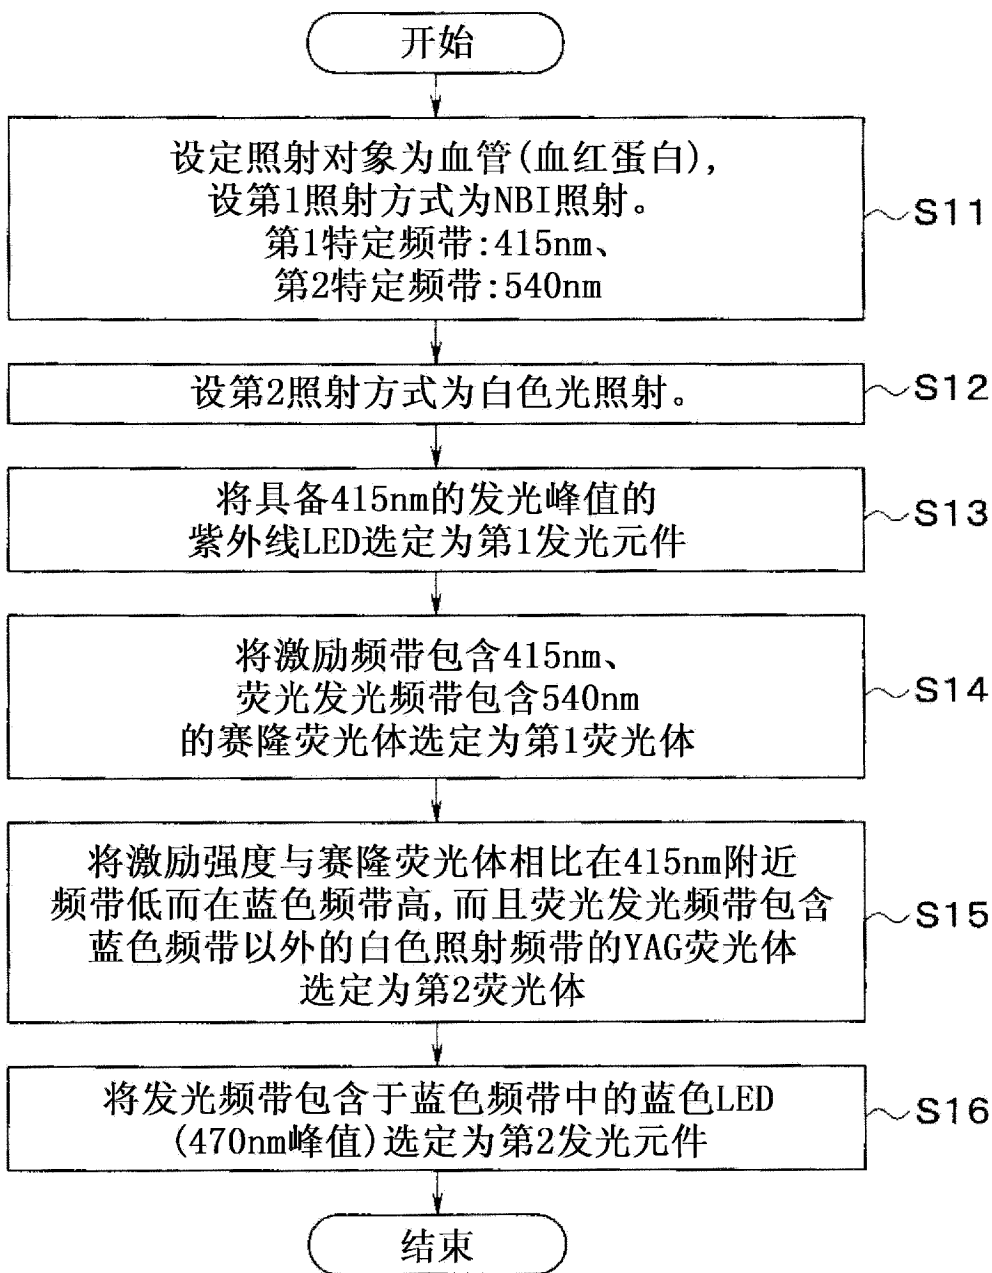 开始
设定照射对象为血管(血红蛋白),
设第1照射方式为NBI照射。
第1特定频带:415nm、
第2特定频带:540nm
S11
设第2照射方式为白色光照射。
S12
将具备415nm的发光峰值的
紫外线LED选定为第1发光元件
S13
将激励频带包含415nm、
荧光发光频带包含540nm
的赛隆荧光体选定为第1荧光体
S14
将激励强度与赛隆荧光体相比在415nm附近
频带低而在蓝色频带高,而且荧光发光频带包含
蓝色频带以外的白色照射频带的YAG荧光体
选定为第2荧光体
S15
将发光频带包含于蓝色频带中的蓝色LED
(470nm峰值)选定为第2发光元件
S16
结束